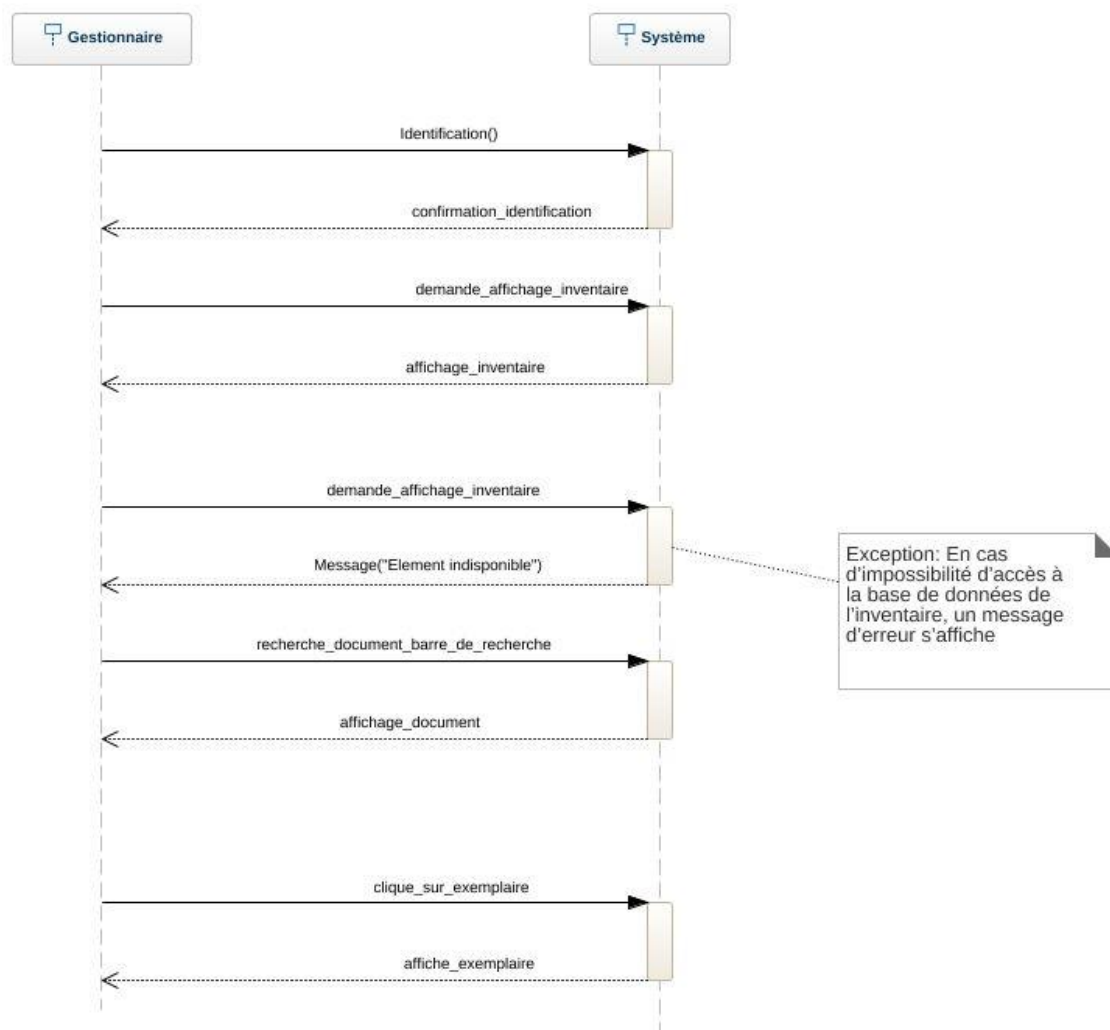 Gestionnaire
Système
Identification()
confirmation_identification
demande_affichage_inventaire
affichage_inventaire
demande_affichage_inventaire
Message("Element indisponible")
Exception: En cas
d’impossibilité d’accès à
la base de données de
l’inventaire, un message
d’erreur s’affiche
recherche_document_barre_de_recherche
affichage_document
clique_sur_exemplaire
affiche_exemplaire